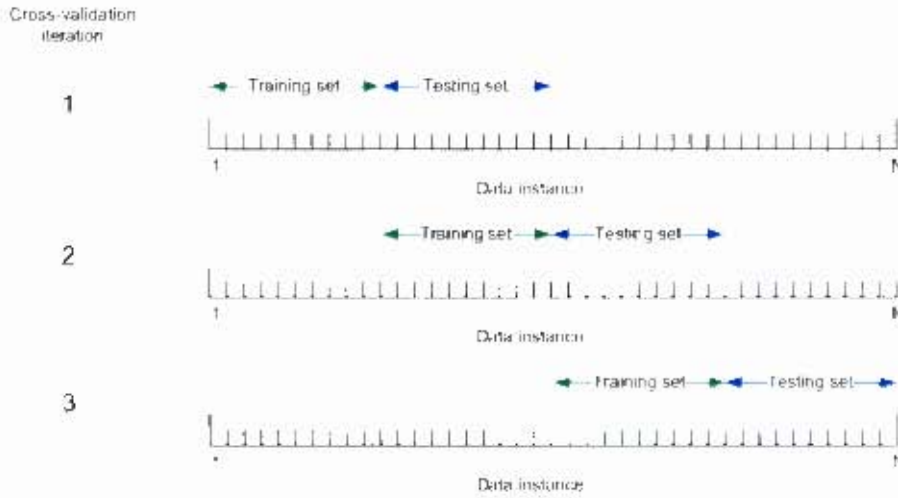 Cross-validation
iteration
1
Training set
Testing set
1
N
Data instance
2
Training set
Testing set
1
N
Data instance
3
Training set
Testing set
N
Data instance